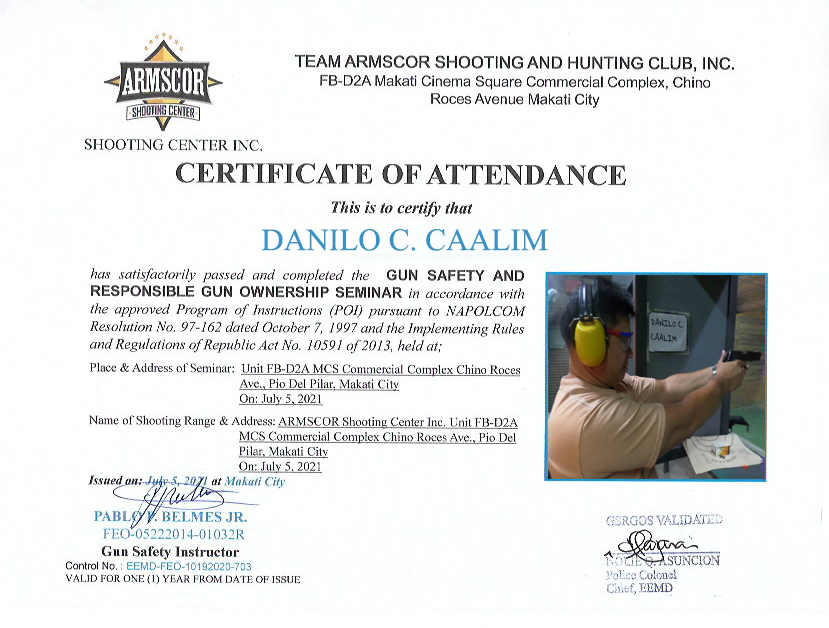 ARMSCOR
SHOOTING CENTER
SHOOTING CENTER INC.
TEAM ARMSCOR SHOOTING AND HUNTING CLUB, INC.
FB-D2A Makati Cinema Square Commercial Complex, Chino
Roces Avenue Makati City
CERTIFICATE OF ATTENDANCE
This is to certify that
DANILO C. CAALIM
has satisfactorily passed and completed the GUN SAFETY AND
RESPONSIBLE GUN OWNERSHIP SEMINAR in accordance with
the approved Program of Instructions (POI) pursuant to NAPOLCOM
Resolution No. 97-162 dated October 7, 1997 and the Implementing Rules
and Regulations of Republic Act No. 10591 of 2013, held at;
Place & Address of Seminar: Unit FB-D2A MCS Commercial Complex Chino Roces
Ave., Pio Del Pilar, Makati City
On: July 5, 2021
Name of Shooting Range & Address: ARMSCOR Shooting Center Inc. Unit FB-D2A
MCS Commercial Complex Chino Roces Ave., Pio Del
Pilar, Makati City
On: July 5, 2021
DANILO C.
CAALIM
Issued on: July 5, 2021 at Makati City
PABLO P. BELMES JR.
FEO-05222014-01032R
Gun Safety Instructor
Control No. : EEMD-FEO-10192020-703
VALID FOR ONE (1) YEAR FROM DATE OF ISSUE
GSRGOS VALIDATED
NOLIE Q. ASUNCION
Police Colonel
Chief, EEMD